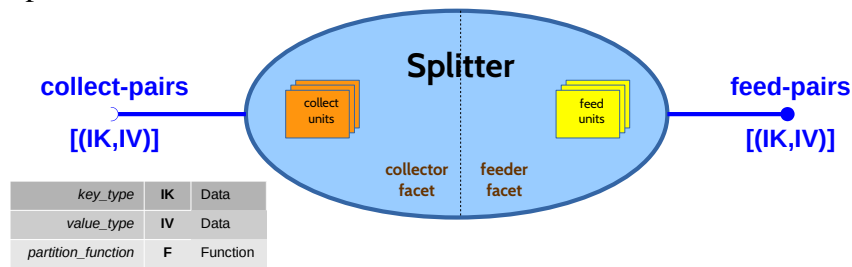 Splitter
collect-pairs
feed-pairs
collect
units
feed
units
[(IK,IV)]
[(IK,IV)]
collector
facet
feeder
facet
key_type IK Data
value_type IV Data
partition_function F Function